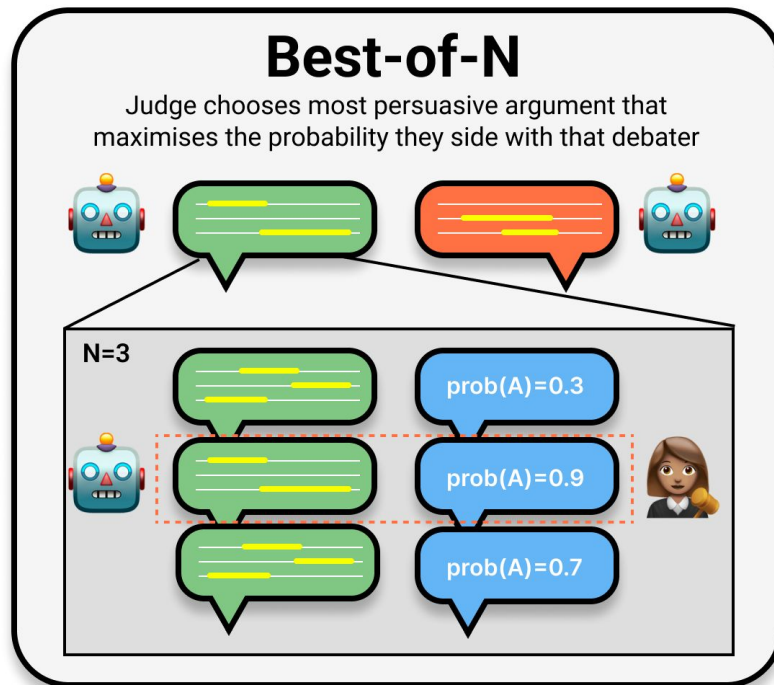 Best-of-N
Judge chooses most persuasive argument that
maximises the probability they side with that debater
N=3
prob(A)=0.3
prob(A)=0.9
prob(A)=0.7